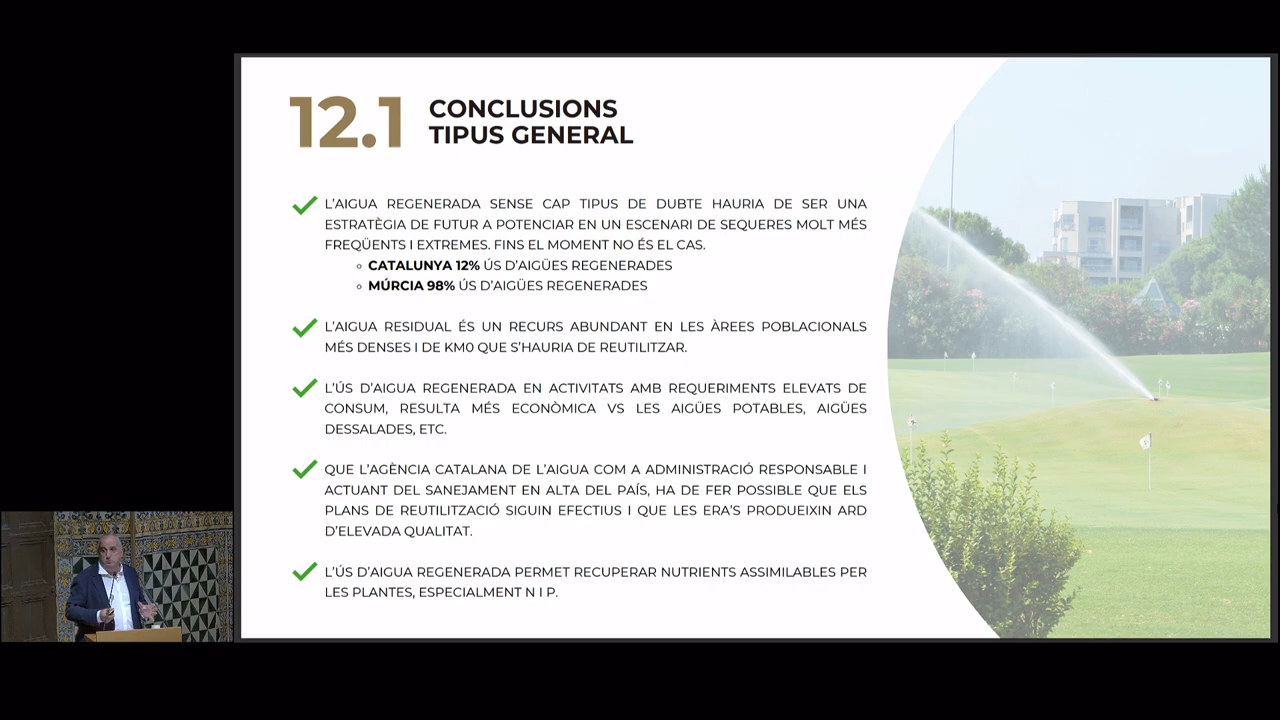 12.1
CONCLUSIONS
TIPUS GENERAL
L'AIGUA REGENERADA SENSE CAP TIPUS DE DUBTE HAURIA DE SER UNA
ESTRATÈGIA DE FUTUR A POTENCIAR EN UN ESCENARI DE SEQUERES MOLT MÉS
FREQÜENTS I EXTREMES. FINS EL MOMENT NO ÉS EL CAS.
CATALUNYA 12% ÚS D'AIGÜES REGENERADES
MÚRCIA 98% ÚS D'AIGÜES REGENERADES
L'AIGUA RESIDUAL ÉS UN RECURS ABUNDANT EN LES ÀREES POBLACIONALS
MÉS DENSES I DE KM0 QUE S'HAURIA DE REUTILITZAR.
L'ÚS D'AIGUA REGENERADA EN ACTIVITATS AMB REQUERIMENTS ELEVATS DE
CONSUM, RESULTA MÉS ECONÒMICA VS LES AIGÜES POTABLES, AIGÜES
DESSALADES, ETC.
QUE L'AGÈNCIA CATALANA DE L'AIGUA COM A ADMINISTRACIÓ RESPONSABLE I
ACTUANT DEL SANEJAMENT EN ALTA DEL PAÍS, HA DE FER POSSIBLE QUE ELS
PLANS DE REUTILITZACIÓ SIGUIN EFECTIUS I QUE LES ERA'S PRODUEIXIN ARD
D'ELEVADA QUALITAT.
L'ÚS D'AIGUA REGENERADA PERMET RECUPERAR NUTRIENTS ASSIMILABLES PER
LES PLANTES, ESPECIALMENT N I P.